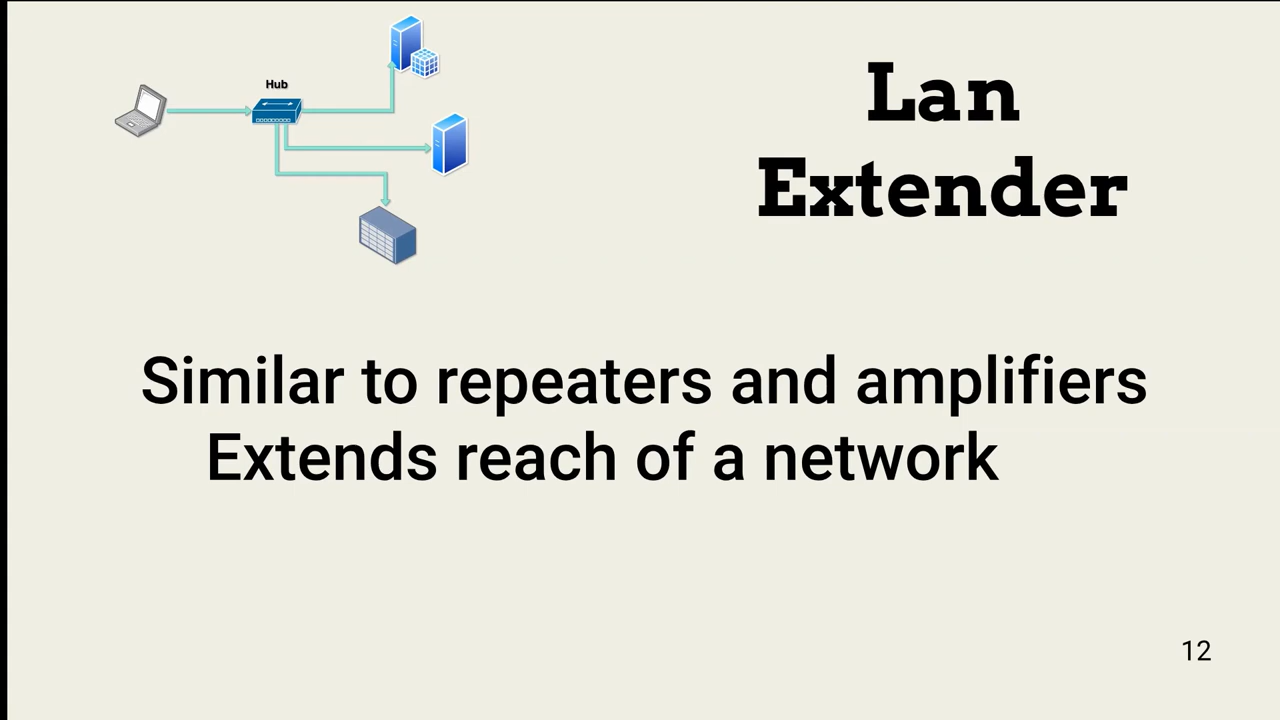 Hub
Lan
Extender
Similar to repeaters and amplifiers
Extends reach of a network
12